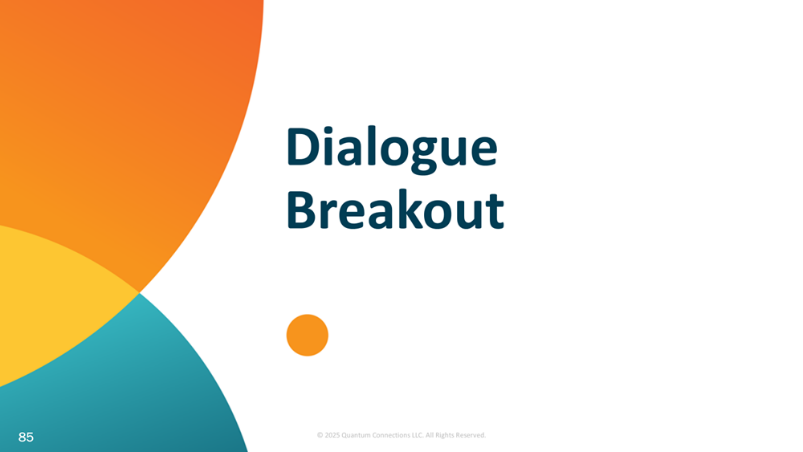 Dialogue
Breakout
85
© 2025 Quantum Connections LLC. All Rights Reserved.